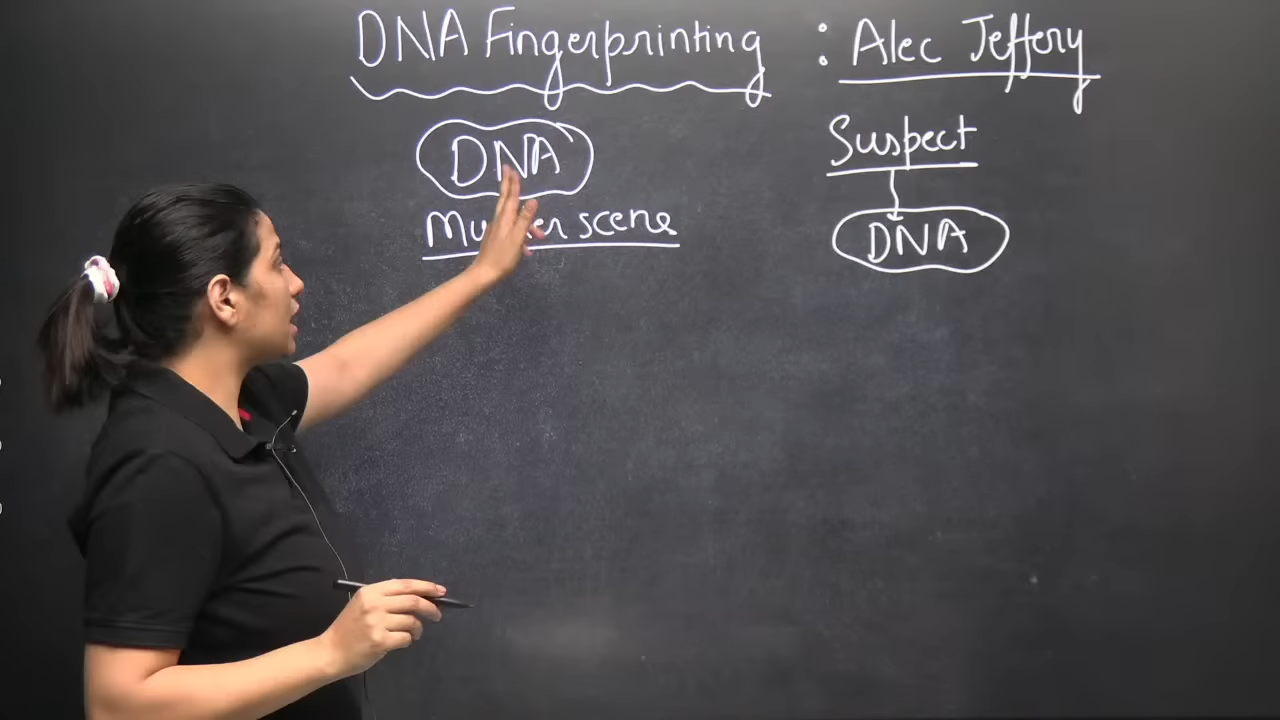 DNA Fingerprinting : Alec Jeffery
DNA
scene
Suspect
DNA